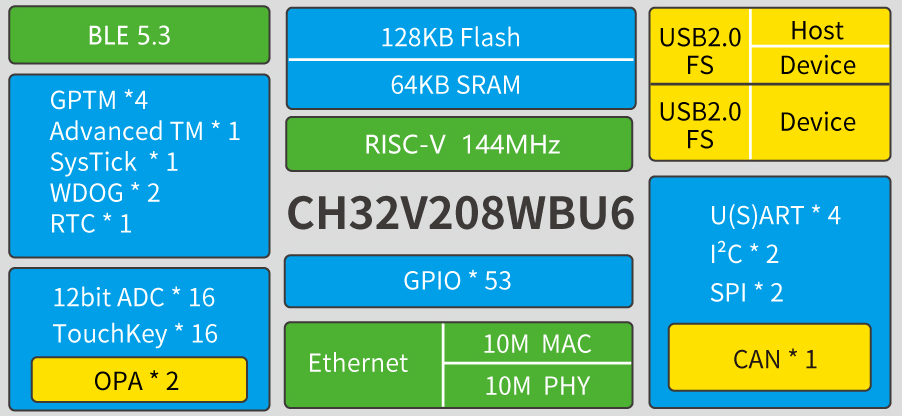 BLE 5.3
GPTM *4
Advanced TM * 1
SysTick * 1
WDOG * 2
RTC * 1
12bit ADC * 16
TouchKey * 16
OPA * 2
128KB Flash
64KB SRAM
RISC-V 144MHz
CH32V208WBU6
GPIO * 53
Ethernet
10M MAC
10M PHY
USB2.0
FS
Host
Device
USB2.0
FS
Device
U(S)ART * 4
I²C * 2
SPI * 2
CAN * 1